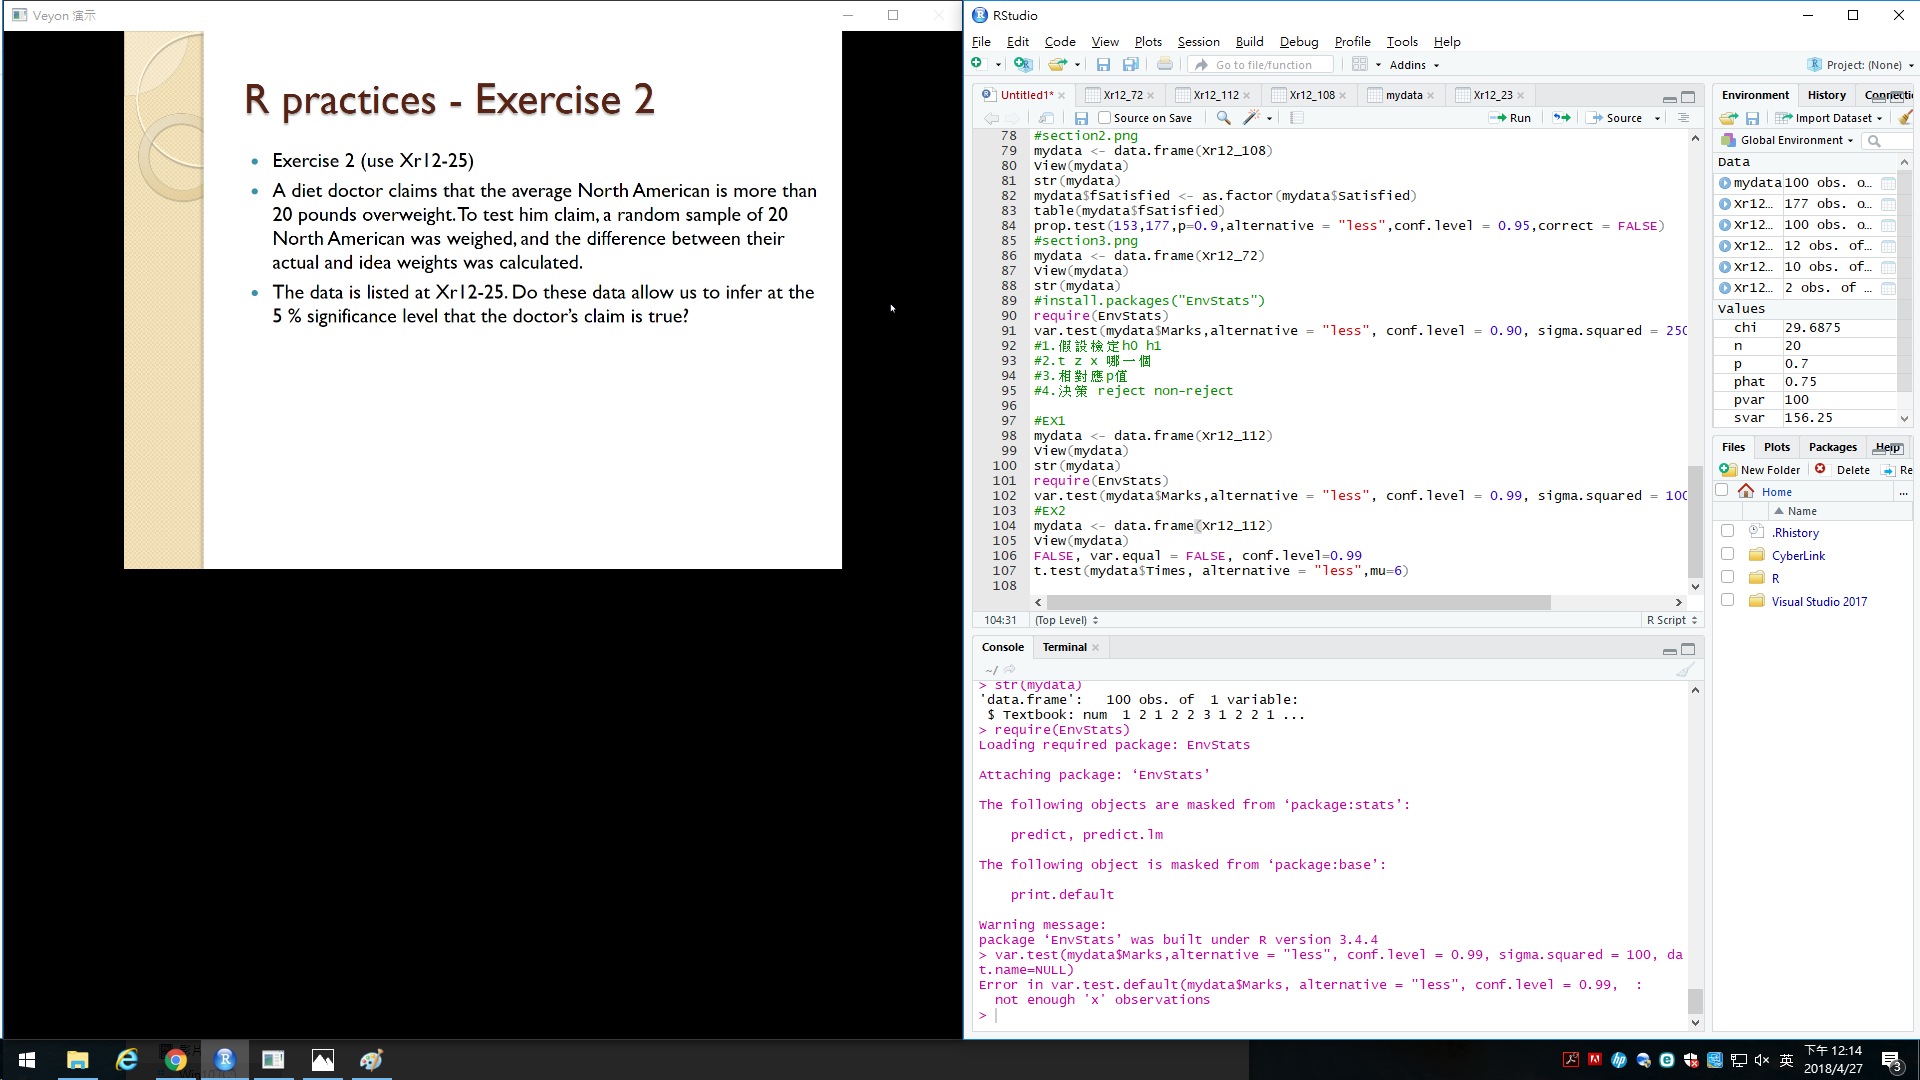 Veyon 演示
R practices - Exercise 2
Exercise 2 (use Xr12-25)
A diet doctor claims that the average North American is more than
20 pounds overweight. To test him claim, a random sample of 20
North American was weighed, and the difference between their
actual and idea weights was calculated.
The data is listed at Xr12-25. Do these data allow us to infer at the
5 % significance level that the doctor's claim is true?
RStudio
File Edit Code View Plots Session Build Debug Profile Tools Help
Go to file/function Addins Project: (None)
Untitled1* Xr12_72 Xr12_112 Xr12_108 mydata Xr12_23
Source on Save Run Source
78 #section2.png
79 mydata <- data.frame(Xr12_108)
80 View(mydata)
81 str(mydata)
82 mydata$fSatisfied <- as.factor(mydata$Satisfied)
83 table(mydata$fSatisfied)
84 prop.test(153,177,p=0.9,alternative = "less",conf.level = 0.95,correct = FALSE)
85 #section3.png
86 mydata <- data.frame(Xr12_72)
87 View(mydata)
88 str(mydata)
89 #install.packages("EnvStats")
90 require(EnvStats)
91 var.test(mydata$Marks,alternative = "less", conf.level = 0.90, sigma.squared = 250
92 #1.假設檢定h0 h1
93 #2.t z x 哪一個
94 #3.相對應p值
95 #4.決策 reject non-reject
96
97 #EX1
98 mydata <- data.frame(Xr12_112)
99 View(mydata)
100 str(mydata)
101 require(EnvStats)
102 var.test(mydata$Marks,alternative = "less", conf.level = 0.99, sigma.squared = 100
103 #EX2
104 mydata <- data.frame(Xr12_112)
105 View(mydata)
106 FALSE, var.equal = FALSE, conf.level=0.99
107 t.test(mydata$Times, alternative = "less",mu=6)
108
104:31 (Top Level) R Script
Console Terminal
~/
> str(mydata)
'data.frame': 100 obs. of 1 variable:
$ Textbook: num 1 2 1 2 2 3 1 2 2 1 ...
> require(EnvStats)
Loading required package: EnvStats
Attaching package: ‘EnvStats’
The following objects are masked from ‘package:stats’:
predict, predict.lm
The following object is masked from ‘package:base’:
print.default
Warning message:
package ‘EnvStats’ was built under R version 3.4.4
> var.test(mydata$Marks,alternative = "less", conf.level = 0.99, sigma.squared = 100, da
t.name=NULL)
Error in var.test.default(mydata$Marks, alternative = "less", conf.level = 0.99, :
not enough 'x' observations
>
Environment History
Import Dataset
Global Environment
Data
mydata 100 obs. o…
Xr12… 177 obs. o…
Xr12… 100 obs. o…
Xr12… 12 obs. of…
Xr12… 10 obs. of…
Xr12… 2 obs. of …
Values
chi 29.6875
n 20
p 0.7
phat 0.75
pvar 100
svar 156.25
Files Plots Packages Help
New Folder Delete Re
Home ...
Name
.Rhistory
CyberLink
R
Visual Studio 2017
英
下午 12:14
2018/4/27
3